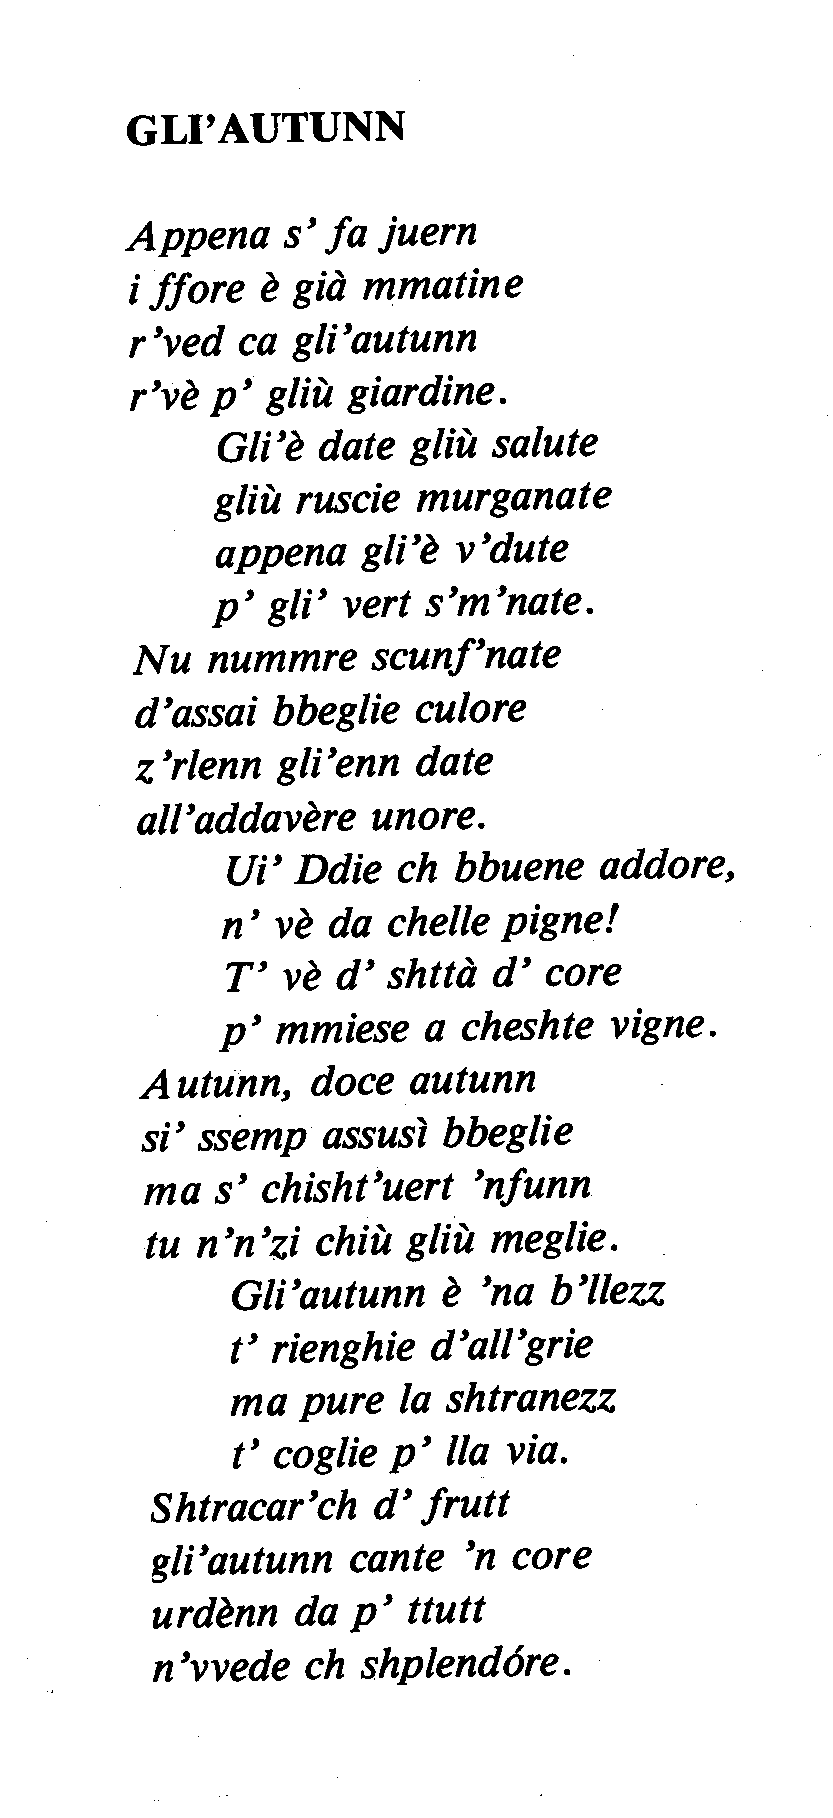 GLI'AUTUNN
Appena s' fa juern
i ffore è già mmatine
r'ved ca gli'autunn
r'vè p' gliù giardine.
Gli'è date gliù salute
gliù ruscie murganate
appena gli'è v'dute
p' gli' vert s'm'nate.
Nu nummre scunf'nate
d'assai bbeglie culore
z'rlenn gli'enn date
all'addavère unore.
Ui' Ddie ch bbuene addore,
n' vè da chelle pigne!
T' vè d' shttà d' core
p' mmiese a cheshte vigne.
Autunn, doce autunn
si' ssemp assusì bbeglie
ma s' chisht'uert 'nfunn
tu n'n'zi chiù gliù meglie.
Gli'autunn è 'na b'llezz
t' rienghie d'all'grie
ma pure la shtranezz
t' coglie p' lla via.
Shtracar'ch d' frutt
gli'autunn cante 'n core
urdènn da p' ttutt
n'vvede ch shplendóre.